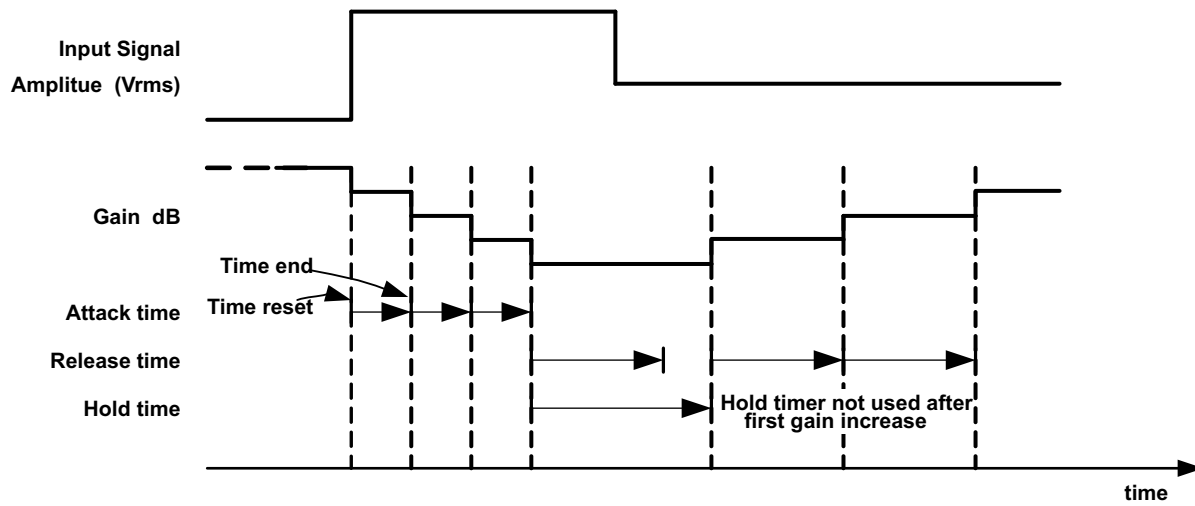 Input Signal
Amplitue (Vrms)
Gain dB
Time end
Time reset
Attack time
Release time
Hold time
Hold timer not used after
first gain increase
time